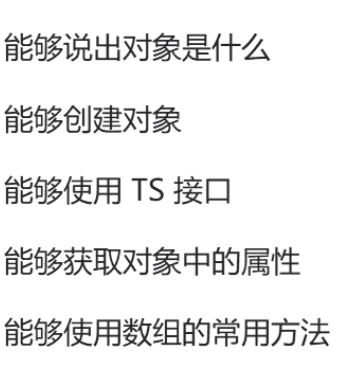 能够说出对象是什么
能够创建对象
能够使用 TS 接口
能够获取对象中的属性
能够使用数组的常用方法